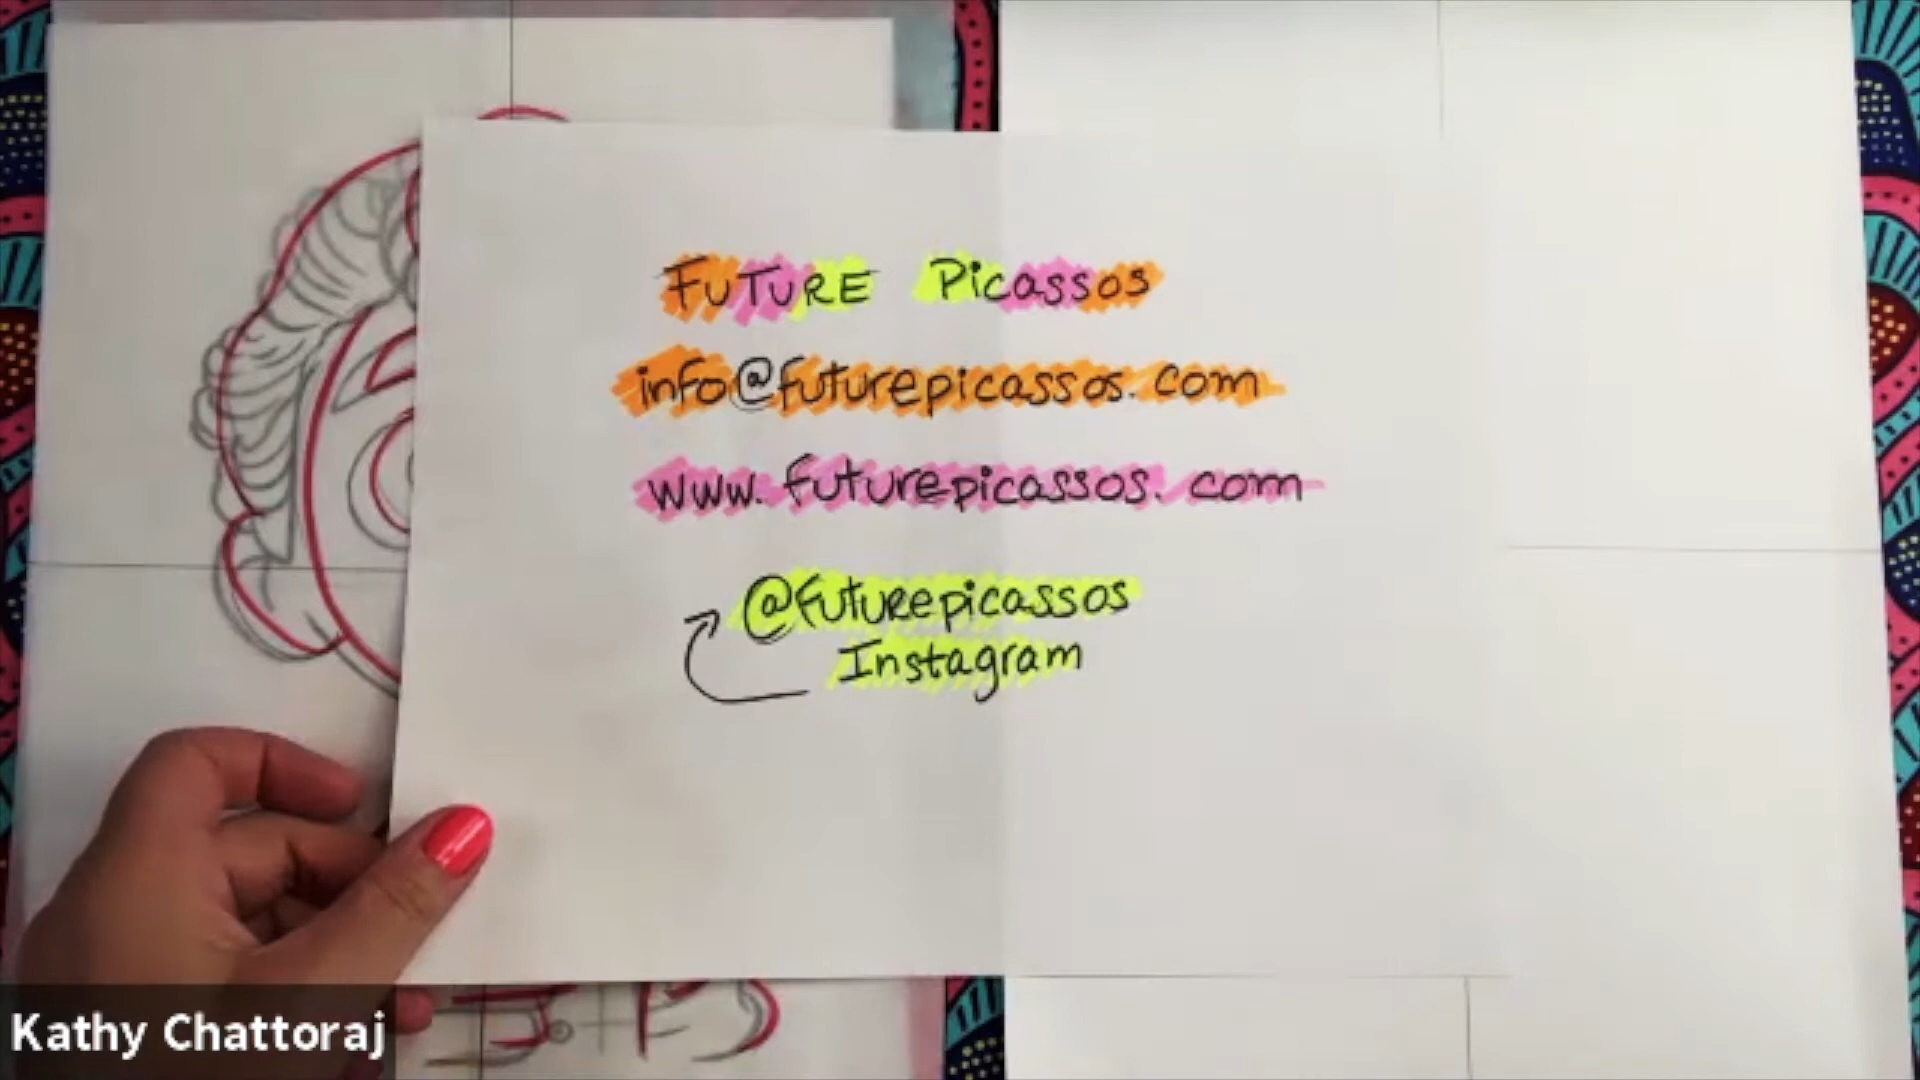 FuTuRE Picassos
info@futurepicassos.com
www.futurepicassos.com
@futurepicassos
Instagram
Kathy Chattoraj